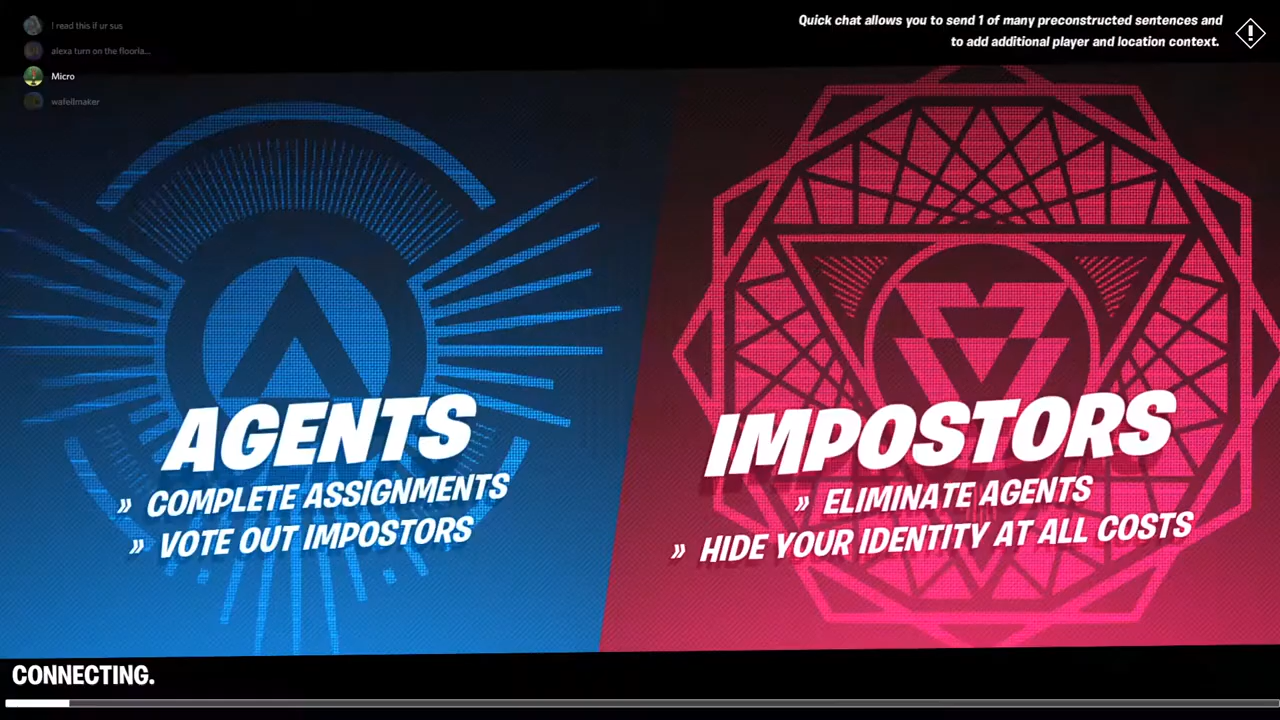 I read this if ur sus
alexa turn on the floorla...
Micro
wafellmaker
Quick chat allows you to send 1 of many preconstructed sentences and
to add additional player and location context.
AGENTS
» COMPLETE ASSIGNMENTS
» VOTE OUT IMPOSTORS
IMPOSTORS
» ELIMINATE AGENTS
» HIDE YOUR IDENTITY AT ALL COSTS
CONNECTING.